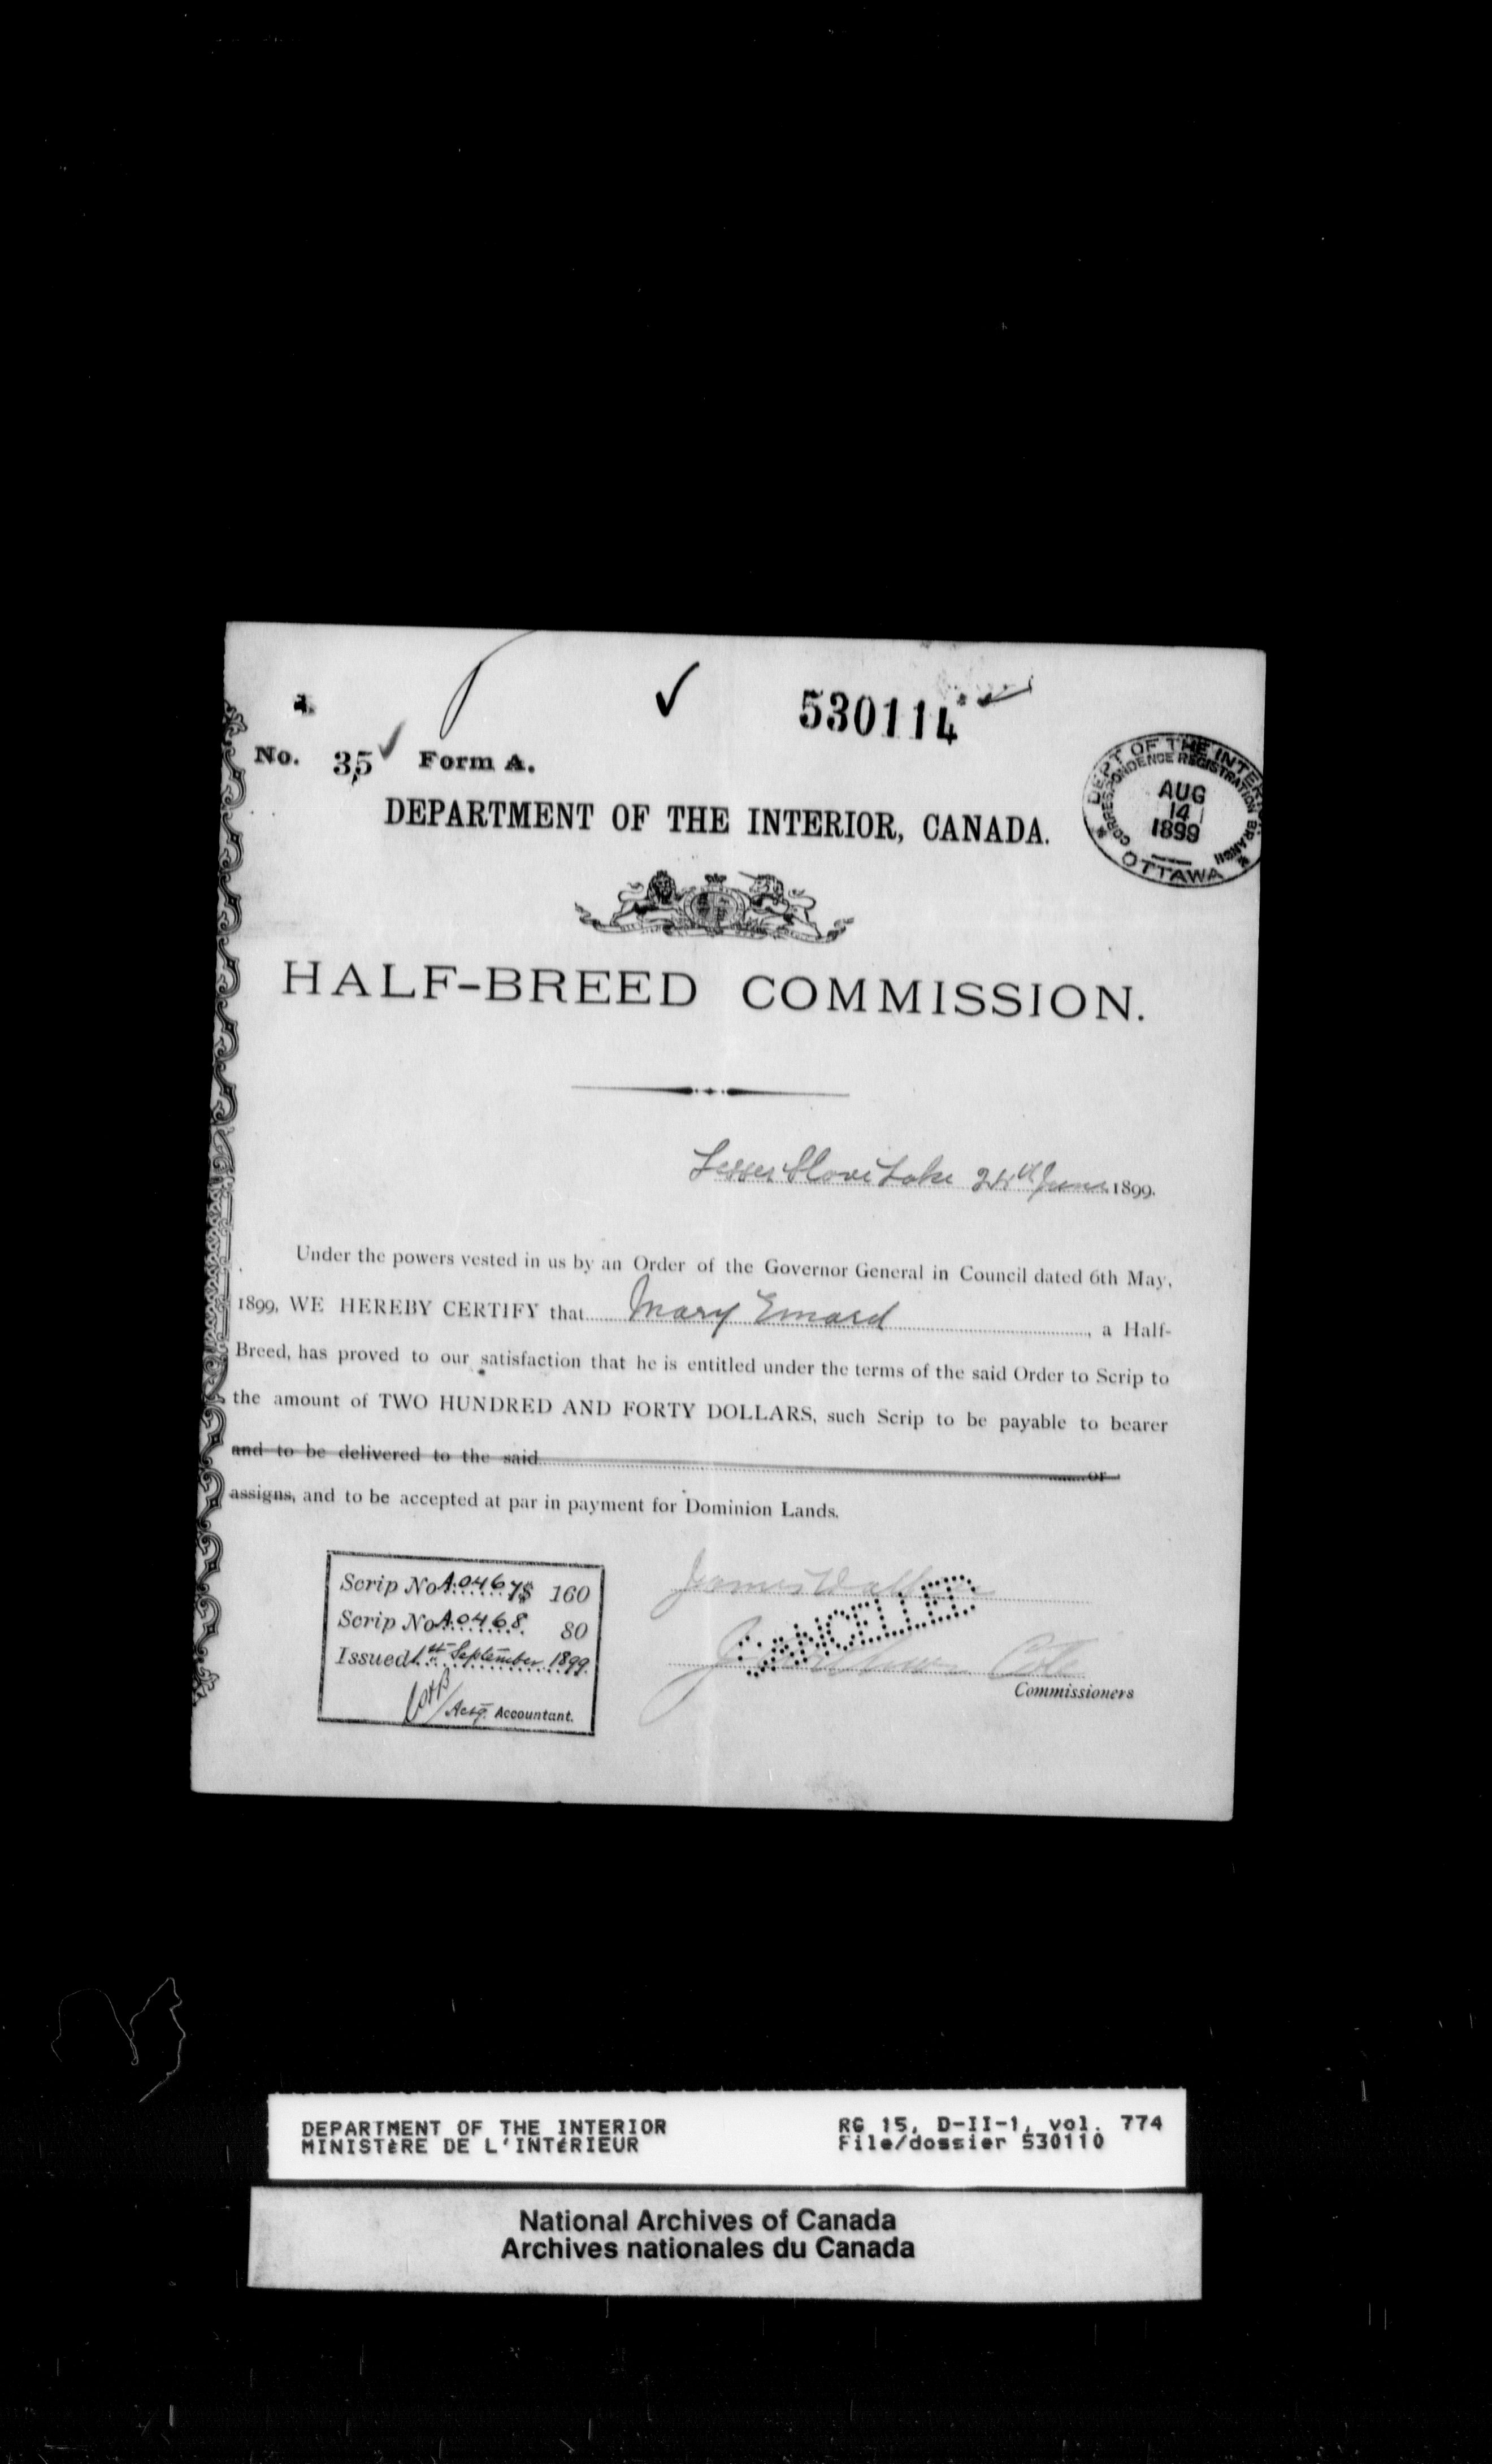 530114
No. 35 Form A.
DEPT OF THE INTERIOR
CORRESPONDENCE REGISTRATION BRANCH
AUG
14
1899
OTTAWA
DEPARTMENT OF THE INTERIOR, CANADA.
HALF-BREED COMMISSION.
Lesser Slave Lake 24th June 1899.
Under the powers vested in us by an Order of the Governor General in Council dated 6th May,
1899, WE HEREBY CERTIFY that Mary Emard, a Half-
Breed, has proved to our satisfaction that he is entitled under the terms of the said Order to Scrip to
the amount of TWO HUNDRED AND FORTY DOLLARS, such Scrip to be payable to bearer
and to be delivered to the said or
assigns, and to be accepted at par in payment for Dominion Lands.
Scrip No A.0467 $ 160
Scrip No A.0468 80
Issued 1st September 1899
Actg. Accountant.
James Walker
CANCELLED
J. Cote
Commissioners
DEPARTMENT OF THE INTERIOR
MINISTÈRE DE L'INTÉRIEUR
RG 15, D-II-1, vol. 774
File/dossier 530110
National Archives of Canada
Archives nationales du Canada